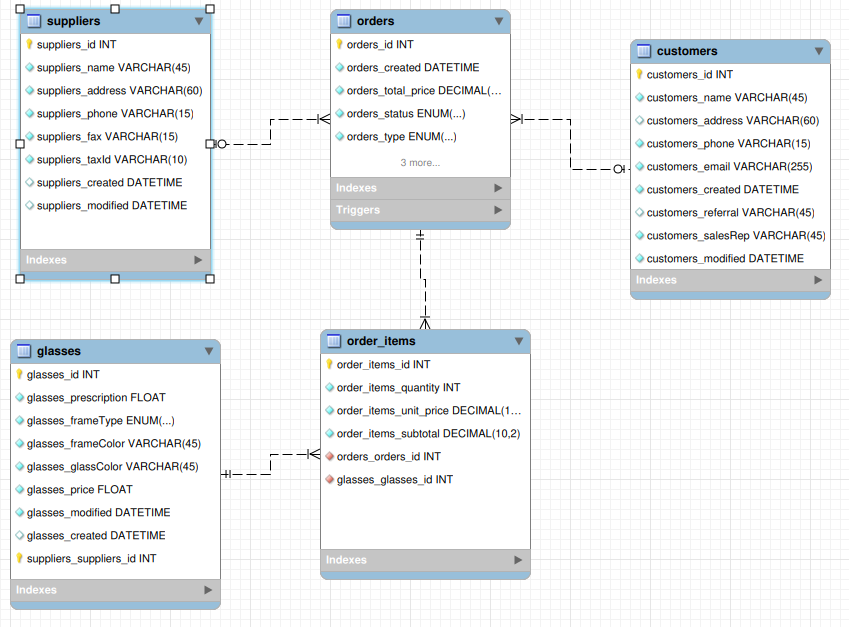 suppliers
suppliers_id INT
suppliers_name VARCHAR(45)
suppliers_address VARCHAR(60)
suppliers_phone VARCHAR(15)
suppliers_fax VARCHAR(15)
suppliers_taxId VARCHAR(10)
suppliers_created DATETIME
suppliers_modified DATETIME
Indexes
orders
orders_id INT
orders_created DATETIME
orders_total_price DECIMAL(...
orders_status ENUM(...)
orders_type ENUM(...)
3 more...
Indexes
Triggers
customers
customers_id INT
customers_name VARCHAR(45)
customers_address VARCHAR(60)
customers_phone VARCHAR(15)
customers_email VARCHAR(255)
customers_created DATETIME
customers_referral VARCHAR(45)
customers_salesRep VARCHAR(45)
customers_modified DATETIME
Indexes
glasses
glasses_id INT
glasses_prescription FLOAT
glasses_frameType ENUM(...)
glasses_frameColor VARCHAR(45)
glasses_glassColor VARCHAR(45)
glasses_price FLOAT
glasses_modified DATETIME
glasses_created DATETIME
suppliers_suppliers_id INT
Indexes
order_items
order_items_id INT
order_items_quantity INT
order_items_unit_price DECIMAL(1...
order_items_subtotal DECIMAL(10,2)
orders_orders_id INT
glasses_glasses_id INT
Indexes